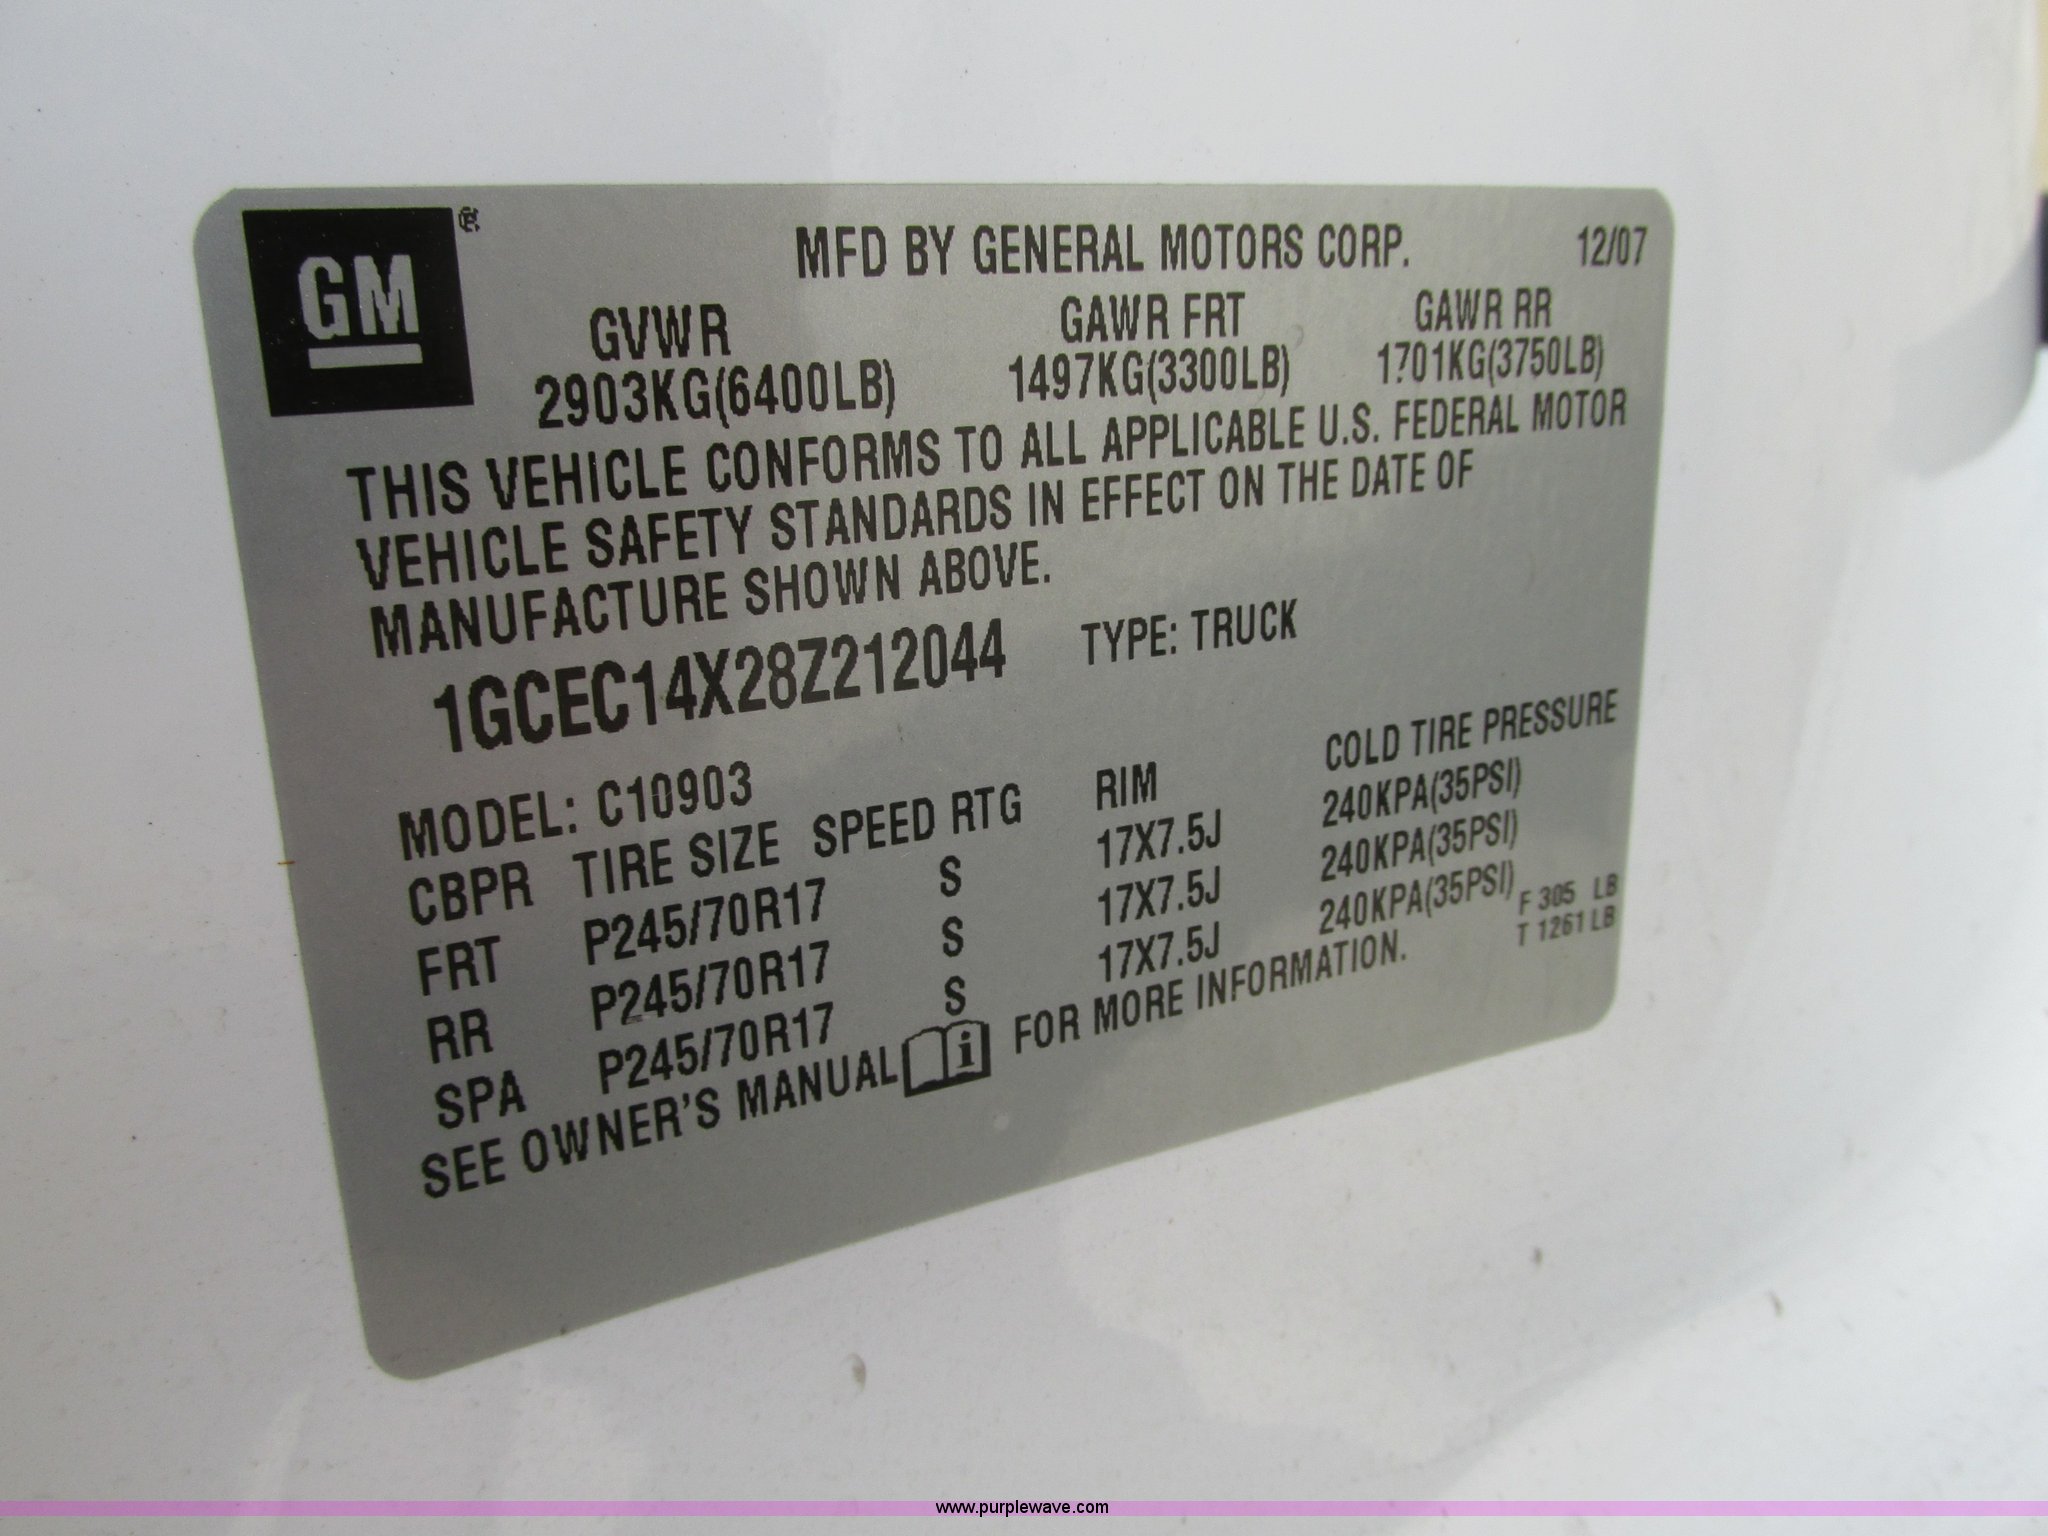 GM ®
MFD BY GENERAL MOTORS CORP. 12/07
GVWR GAWR FRT GAWR RR
2903KG(6400LB) 1497KG(3300LB) 1701KG(3750LB)
THIS VEHICLE CONFORMS TO ALL APPLICABLE U.S. FEDERAL MOTOR
VEHICLE SAFETY STANDARDS IN EFFECT ON THE DATE OF
MANUFACTURE SHOWN ABOVE.
1GCEC14X28Z212044 TYPE: TRUCK
MODEL: C10903
CBPR TIRE SIZE SPEED RTG RIM COLD TIRE PRESSURE
FRT P245/70R17 S 17X7.5J 240KPA(35PSI)
RR P245/70R17 S 17X7.5J 240KPA(35PSI)
SPA P245/70R17 S 17X7.5J 240KPA(35PSI)
SEE OWNER'S MANUAL i FOR MORE INFORMATION.
F 305 LB
T 1261 LB
www.purplewave.com